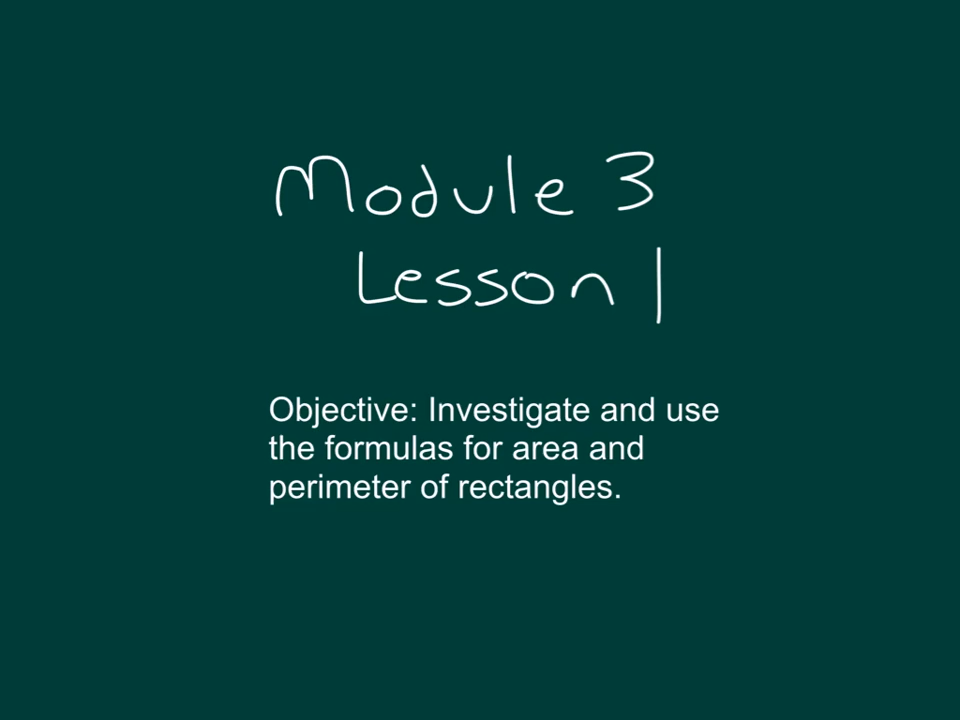 Module 3
Lesson 1
Objective: Investigate and use
the formulas for area and
perimeter of rectangles.